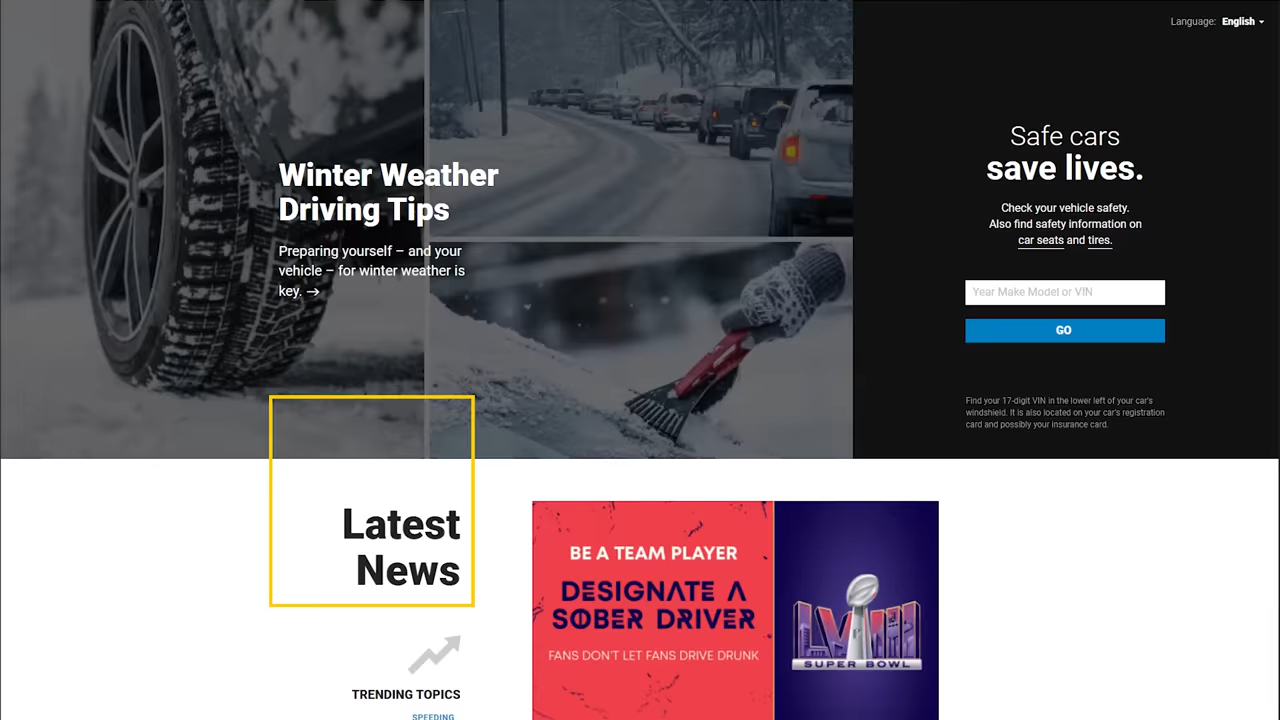 Language: English
Winter Weather
Driving Tips
Preparing yourself – and your
vehicle – for winter weather is
key. →
Safe cars
save lives.
Check your vehicle safety.
Also find safety information on
car seats and tires.
Year Make Model or VIN
GO
Find your 17-digit VIN in the lower left of your car's
windshield. It is also located on your car's registration
card and possibly your insurance card.
Latest
News
TRENDING TOPICS
SPEEDING
BE A TEAM PLAYER
DESIGNATE A
SOBER DRIVER
FANS DON'T LET FANS DRIVE DRUNK
LVIII
SUPER BOWL